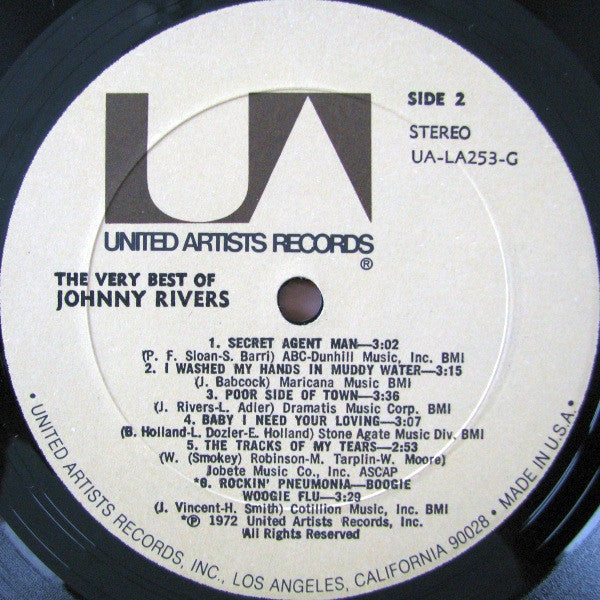 UA
SIDE 2
STEREO
UA-LA253-G
UNITED ARTISTS RECORDS
®
THE VERY BEST OF
JOHNNY RIVERS
1. SECRET AGENT MAN—3:02
(P. F. Sloan-S. Barri) ABC-Dunhill Music, Inc. BMI
2. I WASHED MY HANDS IN MUDDY WATER—3:15
(J. Babcock) Maricana Music BMI
3. POOR SIDE OF TOWN—3:36
(J. Rivers-L. Adler) Dramatis Music Corp. BMI
4. BABY I NEED YOUR LOVING—3:07
(B. Holland-L. Dozier-E. Holland) Stone Agate Music Div. BMI
5. THE TRACKS OF MY TEARS—2:53
(W. (Smokey) Robinson-M. Tarplin-W. Moore)
Jobete Music Co., Inc. ASCAP
*6. ROCKIN' PNEUMONIA—BOOGIE
WOOGIE FLU—3:29
(J. Vincent-H. Smith) Cotillion Music, Inc. BMI
*℗ 1972 United Artists Records, Inc.
All Rights Reserved
• UNITED ARTISTS RECORDS, INC., LOS ANGELES, CALIFORNIA 90028 • MADE IN U.S.A. •